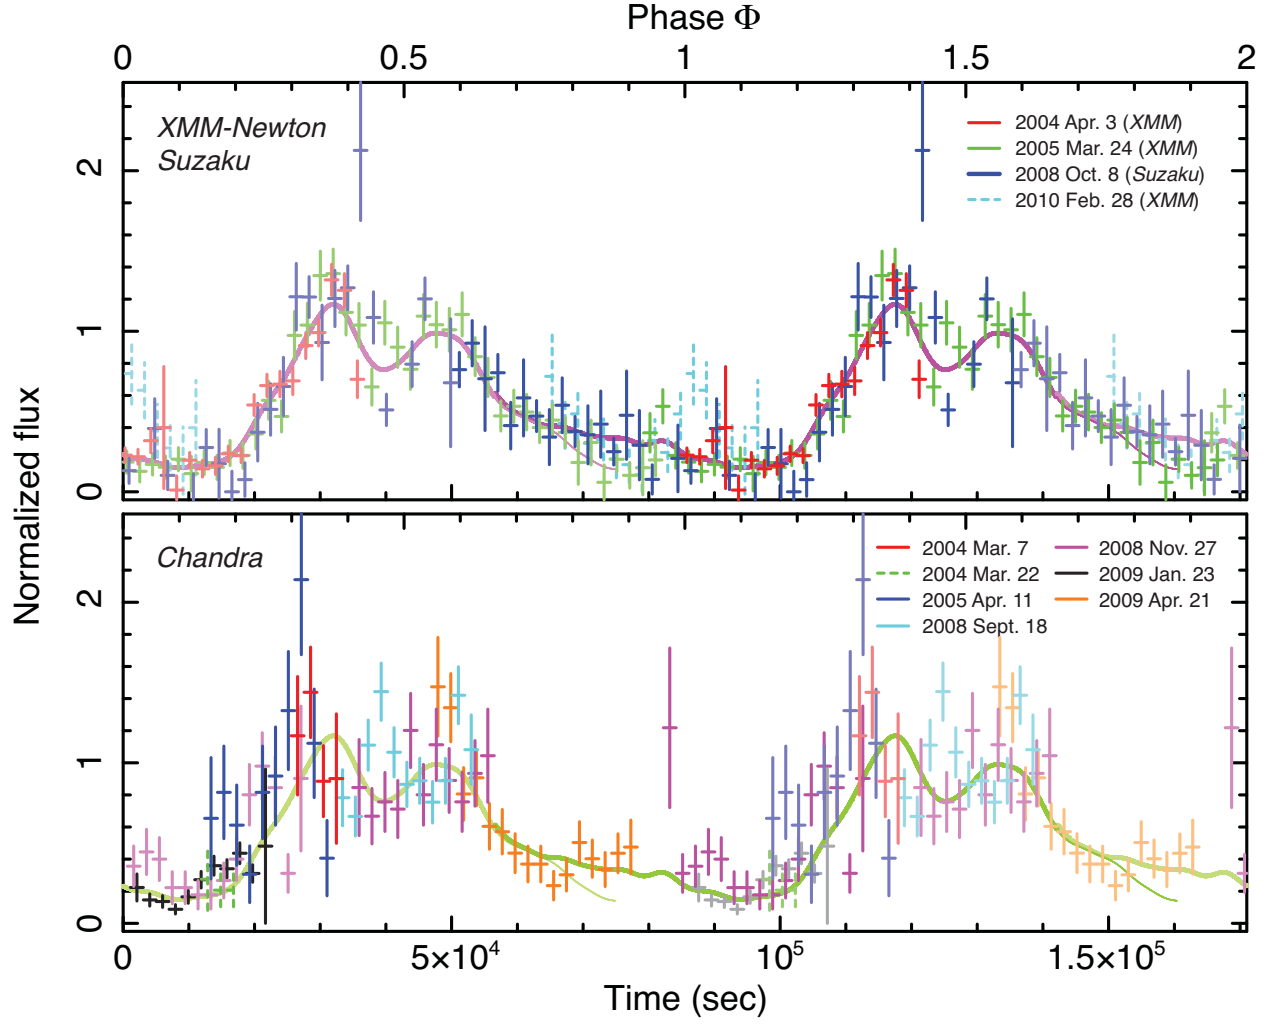 Phase Φ
0 0.5 1 1.5 2
XMM-Newton
Suzaku
2004 Apr. 3 (XMM)
2005 Mar. 24 (XMM)
2008 Oct. 8 (Suzaku)
2010 Feb. 28 (XMM)
2
1
0
Normalized flux
Chandra
2004 Mar. 7 2008 Nov. 27
2004 Mar. 22 2009 Jan. 23
2005 Apr. 11 2009 Apr. 21
2008 Sept. 18
2
1
0
0 5×10⁴ 10⁵ 1.5×10⁵
Time (sec)